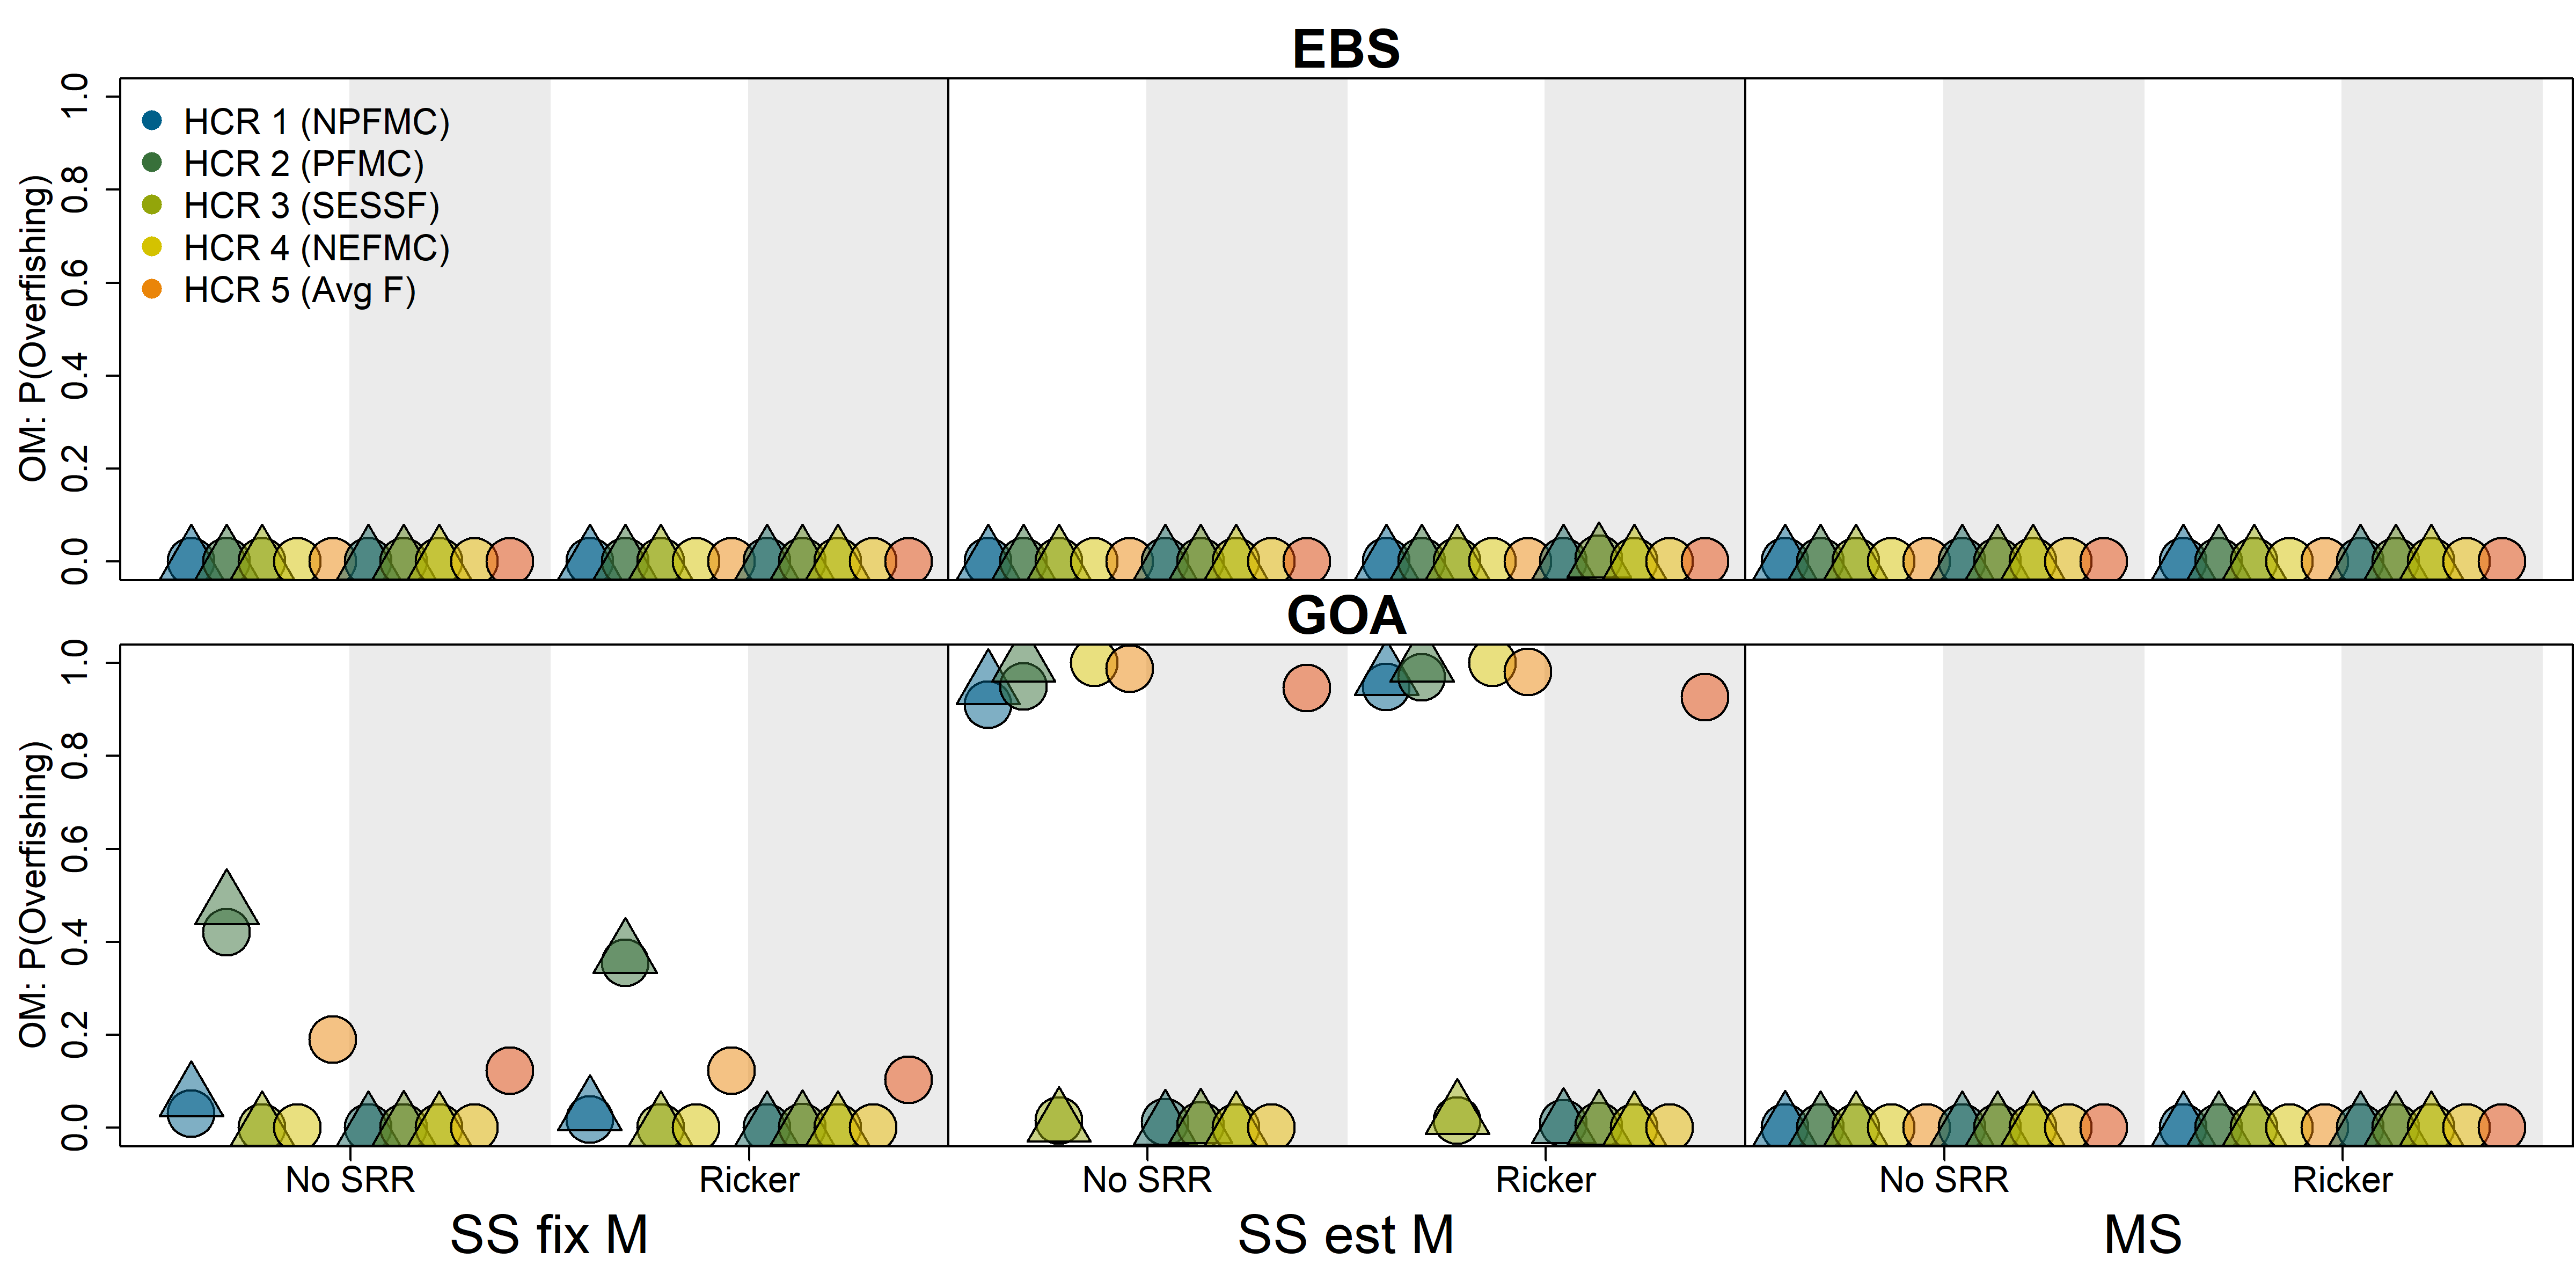 EBS
OM: P(Overfishing)
1.0
0.8
0.6
0.4
0.2
0.0
HCR 1 (NPFMC)
HCR 2 (PFMC)
HCR 3 (SESSF)
HCR 4 (NEFMC)
HCR 5 (Avg F)
GOA
OM: P(Overfishing)
1.0
0.8
0.6
0.4
0.2
0.0
No SRR Ricker No SRR Ricker No SRR Ricker
SS fix M SS est M MS